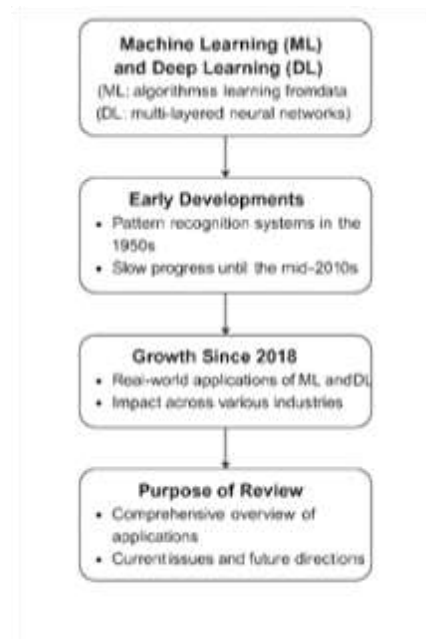 Machine Learning (ML)
and Deep Learning (DL)
(ML: algorithmss learning fromdata
(DL: multi-layered neural networks)
Early Developments
• Pattern recognition systems in the
1950s
• Slow progress until the mid–2010s
Growth Since 2018
• Real-world applications of ML andDL
• Impact across various industries
Purpose of Review
• Comprehensive overview of
applications
• Currentissues and future directions